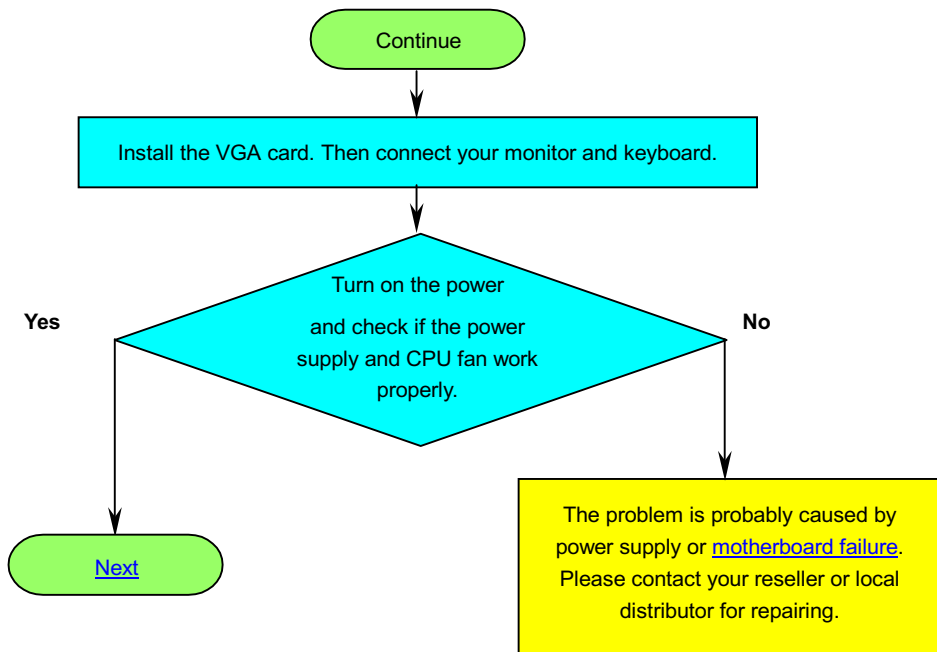 Continue
Install the VGA card. Then connect your monitor and keyboard.
Turn on the power
and check if the power
supply and CPU fan work
properly.
Yes
No
Next
The problem is probably caused by
power supply or motherboard failure.
Please contact your reseller or local
distributor for repairing.